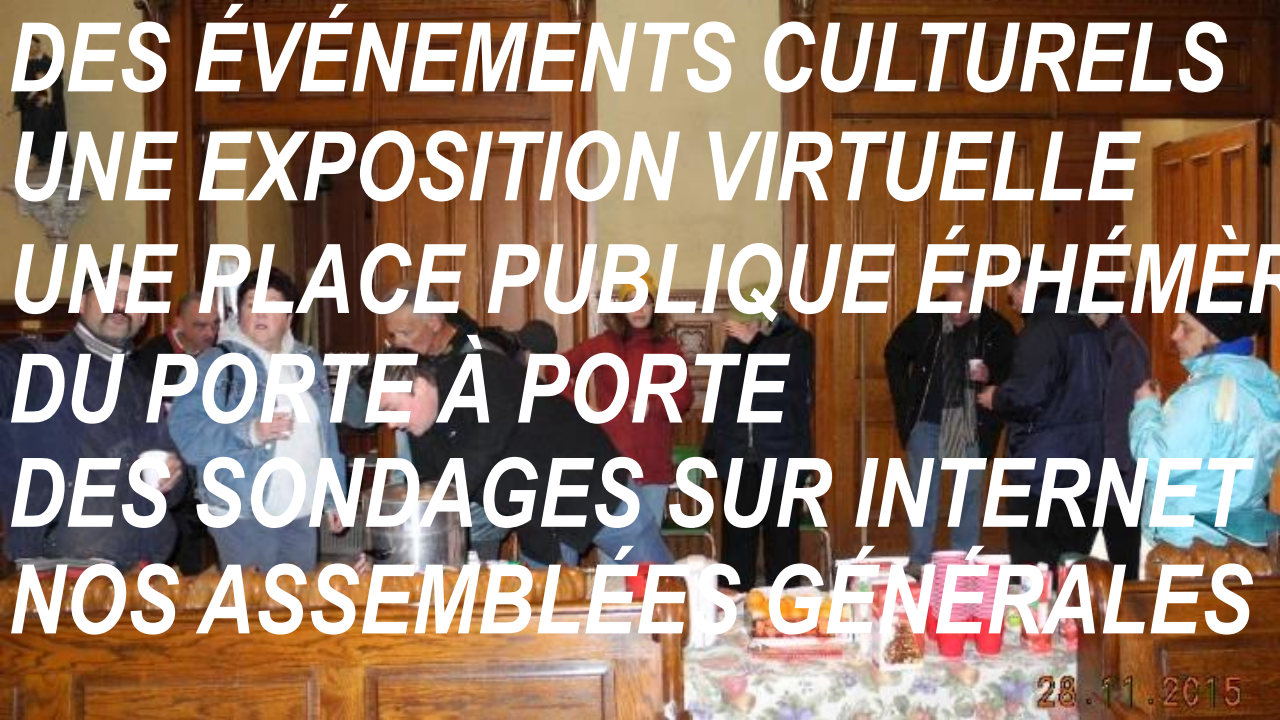 DES ÉVÉNEMENTS CULTURELS
UNE EXPOSITION VIRTUELLE
UNE PLACE PUBLIQUE ÉPHÉMÈR
DU PORTE À PORTE
DES SONDAGES SUR INTERNET
NOS ASSEMBLÉES GÉNÉRALES
28.11.2015